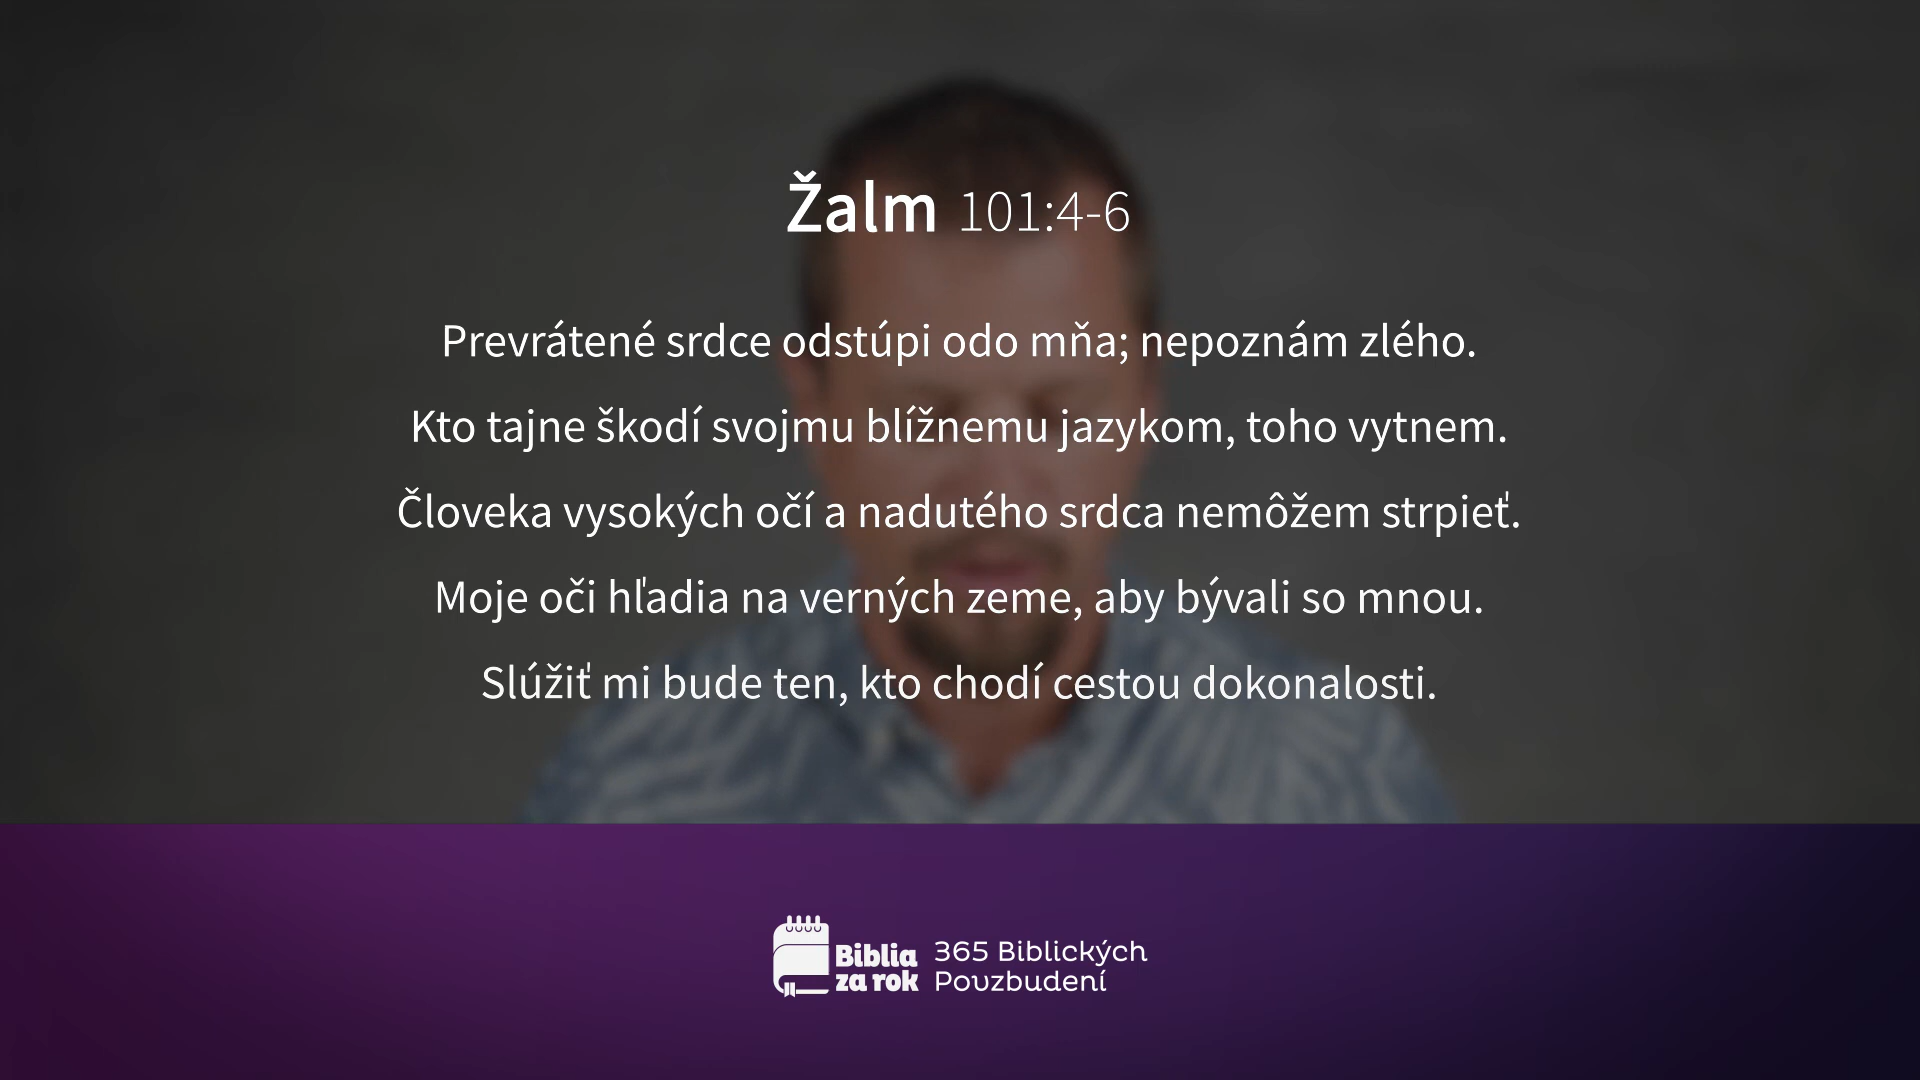 Žalm 101:4-6
Prevrátené srdce odstúpi odo mňa; nepoznám zlého.
Kto tajne škodí svojmu blížnemu jazykom, toho vytnem.
Človeka vysokých očí a nadutého srdca nemôžem strpieť.
Moje oči hľadia na verných zeme, aby bývali so mnou.
Slúžiť mi bude ten, kto chodí cestou dokonalosti.
Biblia
za rok
365 Biblických
Povzbudení